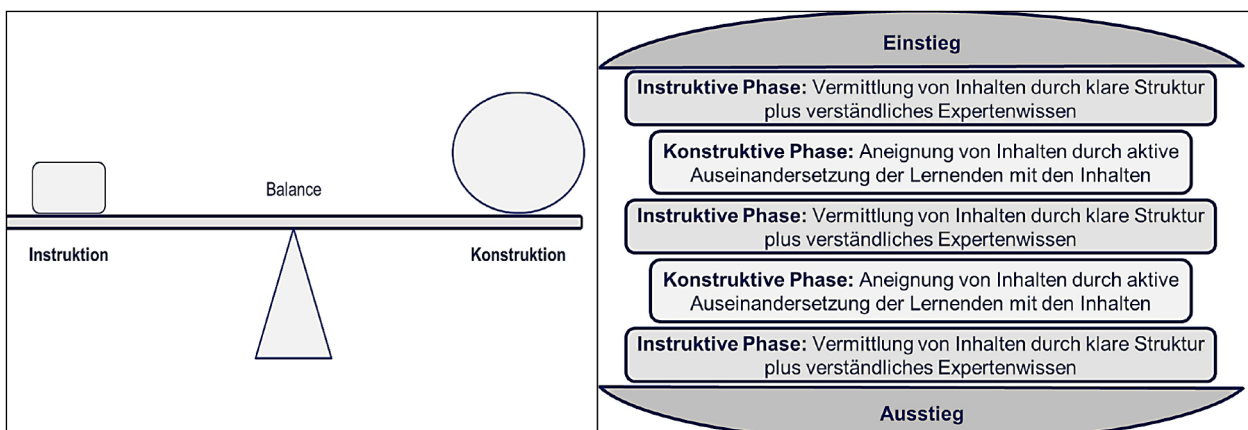 Balance
Instruktion
Konstruktion
Einstieg
Instruktive Phase: Vermittlung von Inhalten durch klare Struktur
plus verständliches Expertenwissen
Konstruktive Phase: Aneignung von Inhalten durch aktive
Auseinandersetzung der Lernenden mit den Inhalten
Instruktive Phase: Vermittlung von Inhalten durch klare Struktur
plus verständliches Expertenwissen
Konstruktive Phase: Aneignung von Inhalten durch aktive
Auseinandersetzung der Lernenden mit den Inhalten
Instruktive Phase: Vermittlung von Inhalten durch klare Struktur
plus verständliches Expertenwissen
Ausstieg